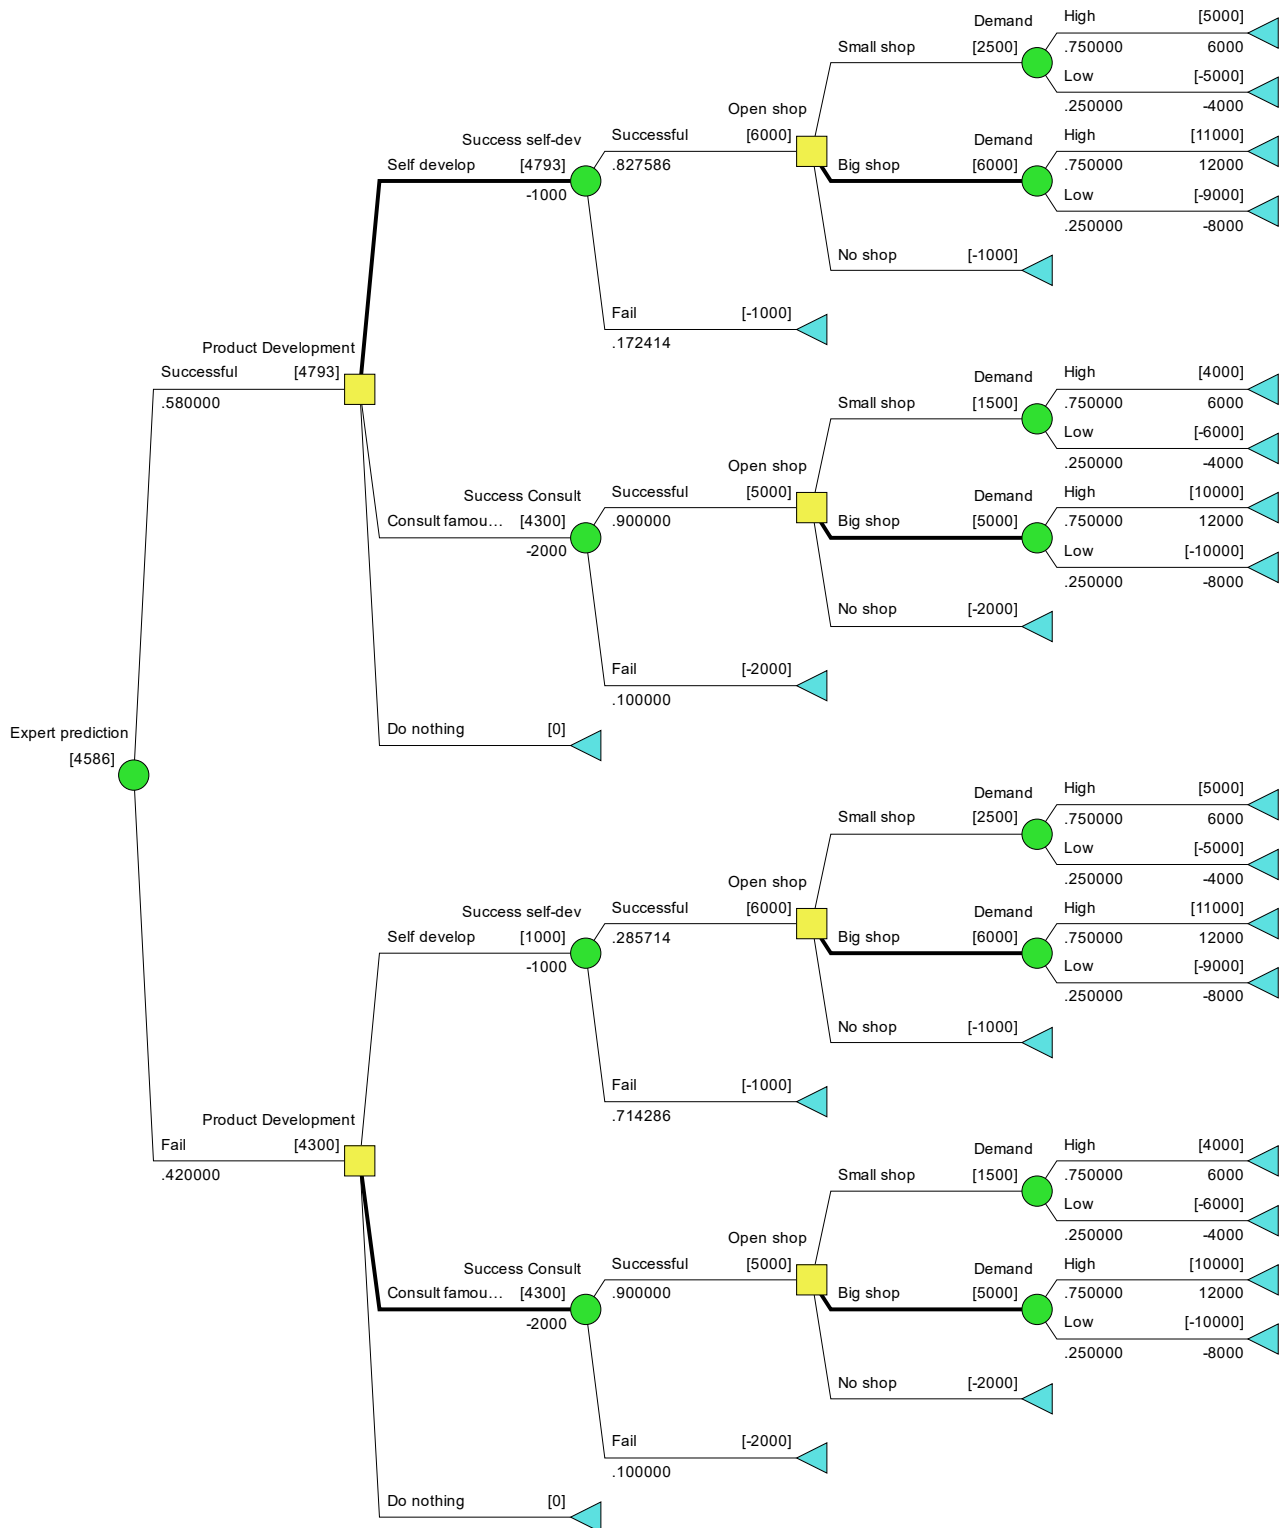 Demand
High [5000]
Small shop [2500]
.750000 6000
Low [-5000]
.250000 -4000
Open shop
Successful [6000]
Demand
High [11000]
Success self-dev
Self develop [4793]
.827586
Big shop [6000]
.750000 12000
-1000
Low [-9000]
.250000 -8000
No shop [-1000]
Fail [-1000]
.172414
Product Development
Successful [4793]
.580000
Demand
High [4000]
Small shop [1500]
.750000 6000
Low [-6000]
.250000 -4000
Open shop
Successful [5000]
Demand
High [10000]
Success Consult
Consult famou... [4300]
.900000
Big shop [5000]
.750000 12000
-2000
Low [-10000]
.250000 -8000
No shop [-2000]
Fail [-2000]
.100000
Do nothing [0]
Expert prediction
[4586]
Demand
High [5000]
Small shop [2500]
.750000 6000
Low [-5000]
.250000 -4000
Open shop
Successful [6000]
Demand
High [11000]
Success self-dev
Self develop [1000]
.285714
Big shop [6000]
.750000 12000
-1000
Low [-9000]
.250000 -8000
No shop [-1000]
Fail [-1000]
.714286
Product Development
Fail [4300]
.420000
Demand
High [4000]
Small shop [1500]
.750000 6000
Low [-6000]
.250000 -4000
Open shop
Successful [5000]
Demand
High [10000]
Success Consult
Consult famou... [4300]
.900000
Big shop [5000]
.750000 12000
-2000
Low [-10000]
.250000 -8000
No shop [-2000]
Fail [-2000]
.100000
Do nothing [0]